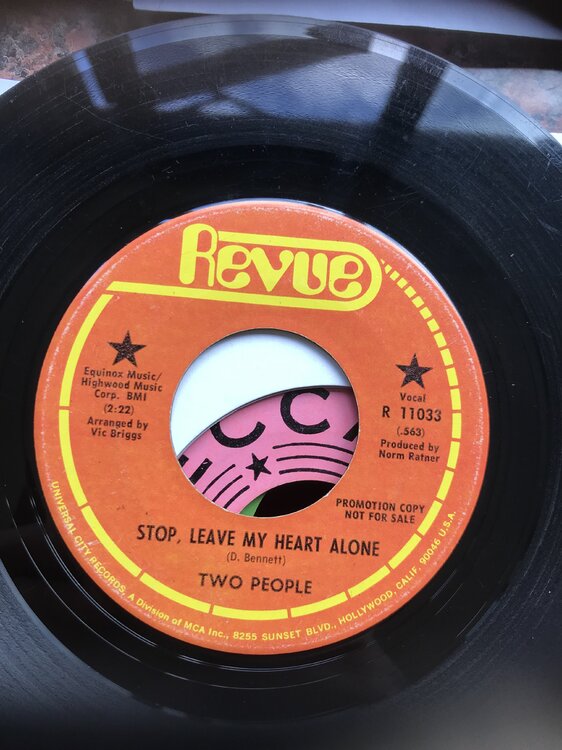 Revue
Equinox Music/
Highwood Music
Corp. BMI
(2:22)
Arranged by
Vic Briggs
Vocal
R 11033
(.563)
Produced by
Norm Ratner
PROMOTION COPY
NOT FOR SALE
STOP, LEAVE MY HEART ALONE
(D. Bennett)
TWO PEOPLE
UNIVERSAL CITY RECORDS, A Division of MCA Inc., 8255 SUNSET BLVD., HOLLYWOOD, CALIF. 90046 U.S.A.